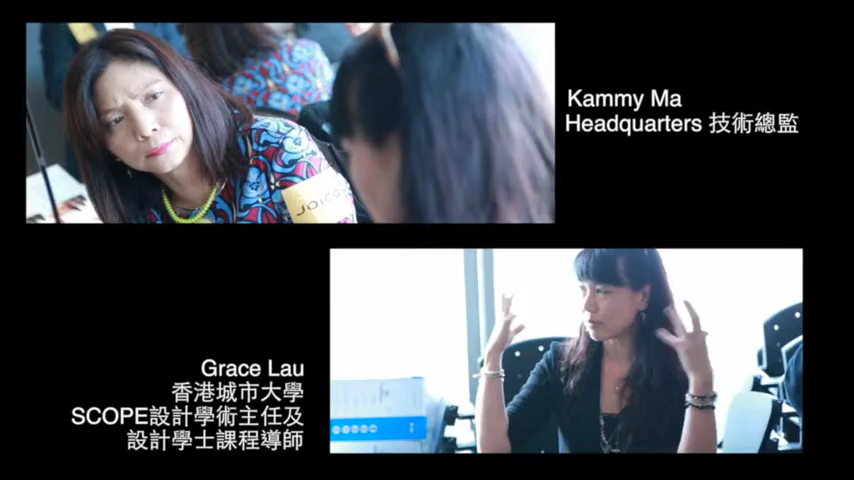 Kammy Ma
Headquarters 技術總監
JOICO
Grace Lau
香港城市大學
SCOPE設計學術主任及
設計學士課程導師